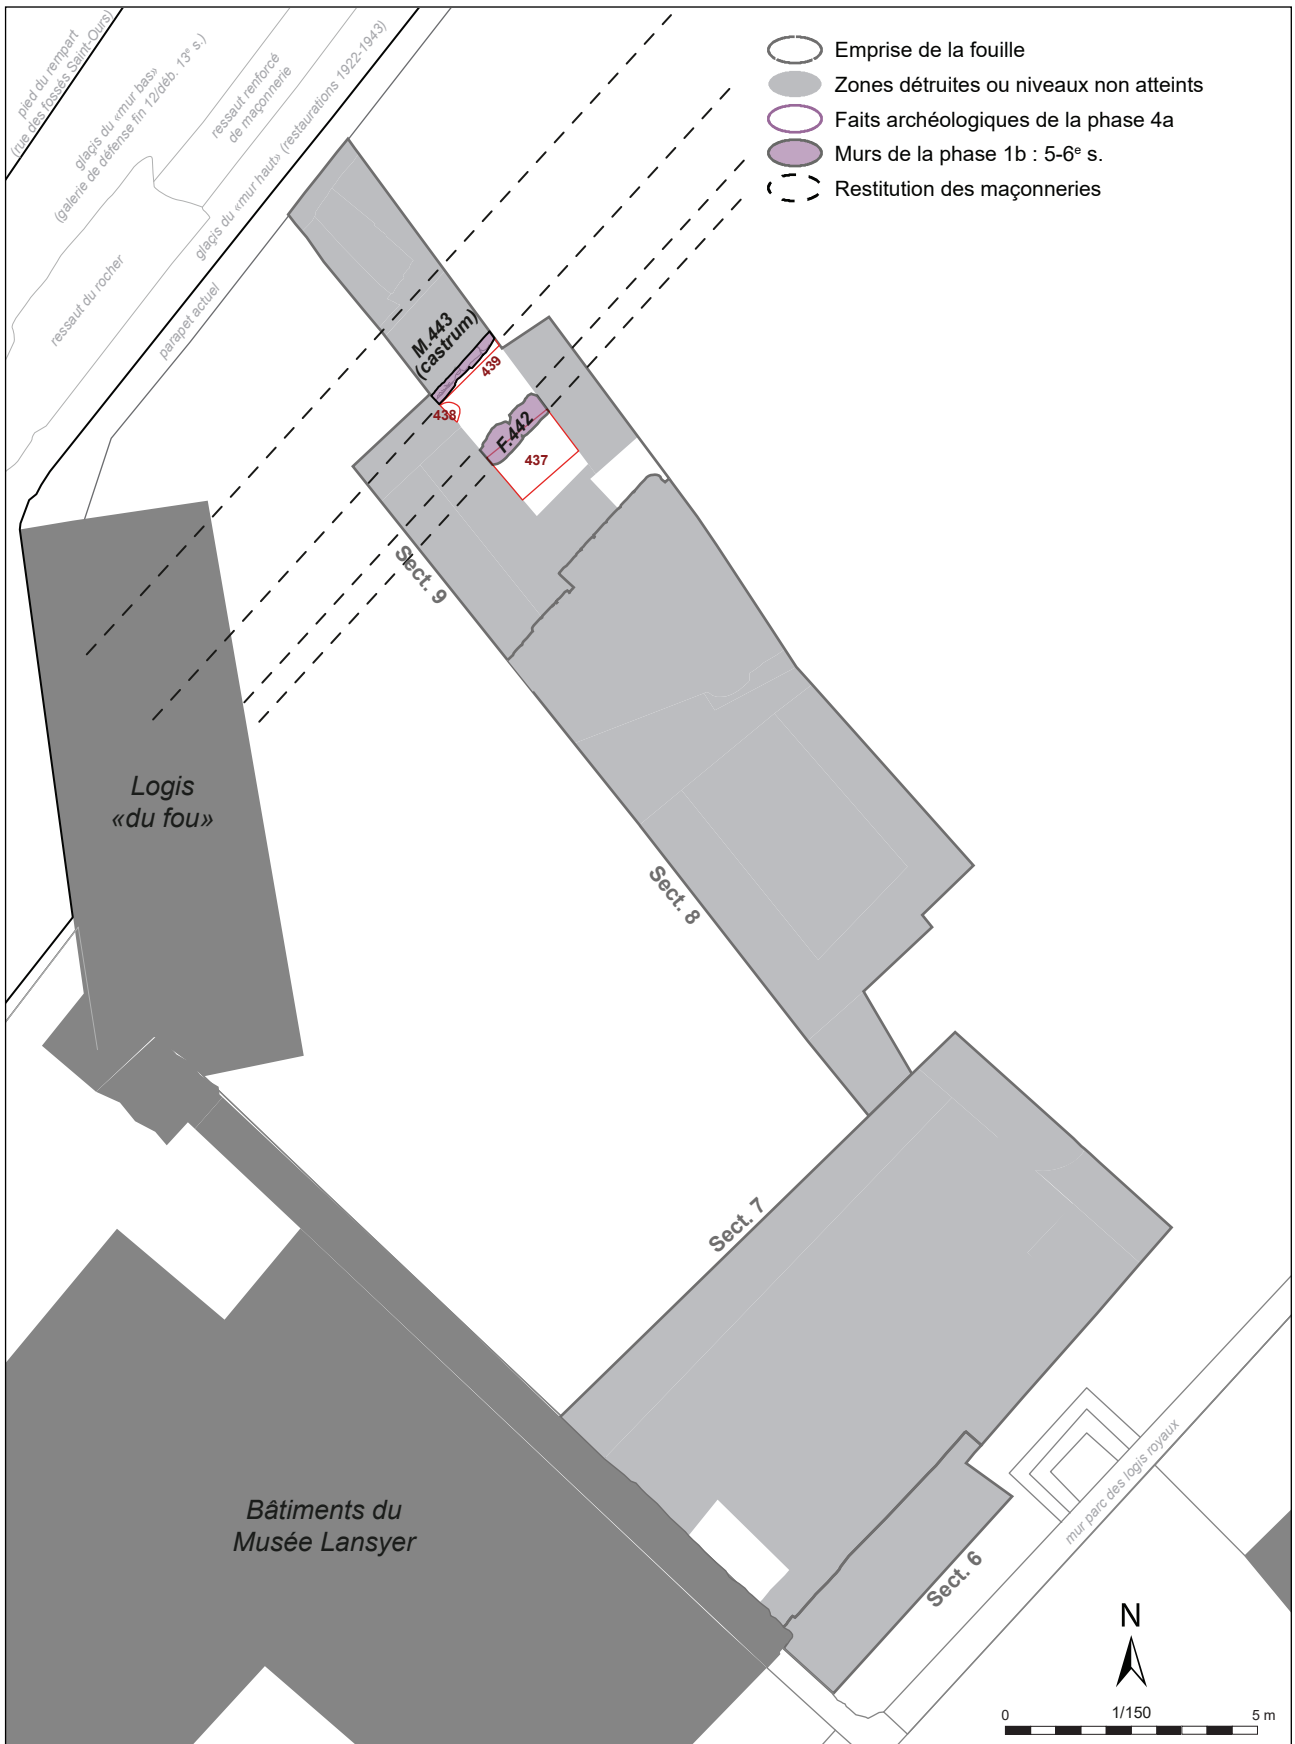 pied du rempart
(rue des fossés Saint-Ours)
glaçis du «mur bas»
(galerie de défense fin 12/déb. 13e s.)
ressaut renforcé
de maçonnerie
glaçis du «mur haut» (restaurations 1922-1943)
ressaut du rocher
parapet actuel
Emprise de la fouille
Zones détruites ou niveaux non atteints
Faits archéologiques de la phase 4a
Murs de la phase 1b : 5-6e s.
Restitution des maçonneries
M.443
(castrum)
439
438
F.442
437
Sect. 9
Logis
«du fou»
Sect. 8
Sect. 7
Bâtiments du
Musée Lansyer
mur parc des logis royaux
Sect. 6
N
0 1/150 5 m